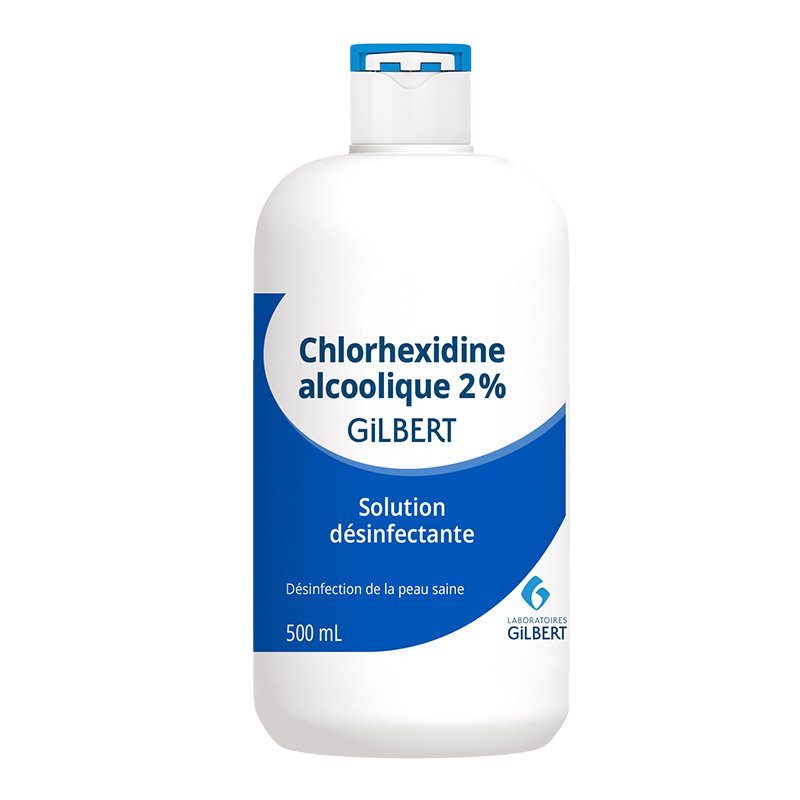 Chlorhexidine
alcoolique 2%
GiLBERT
Solution
désinfectante
Désinfection de la peau saine
500 mL
LABORATOIRES
GiLBERT